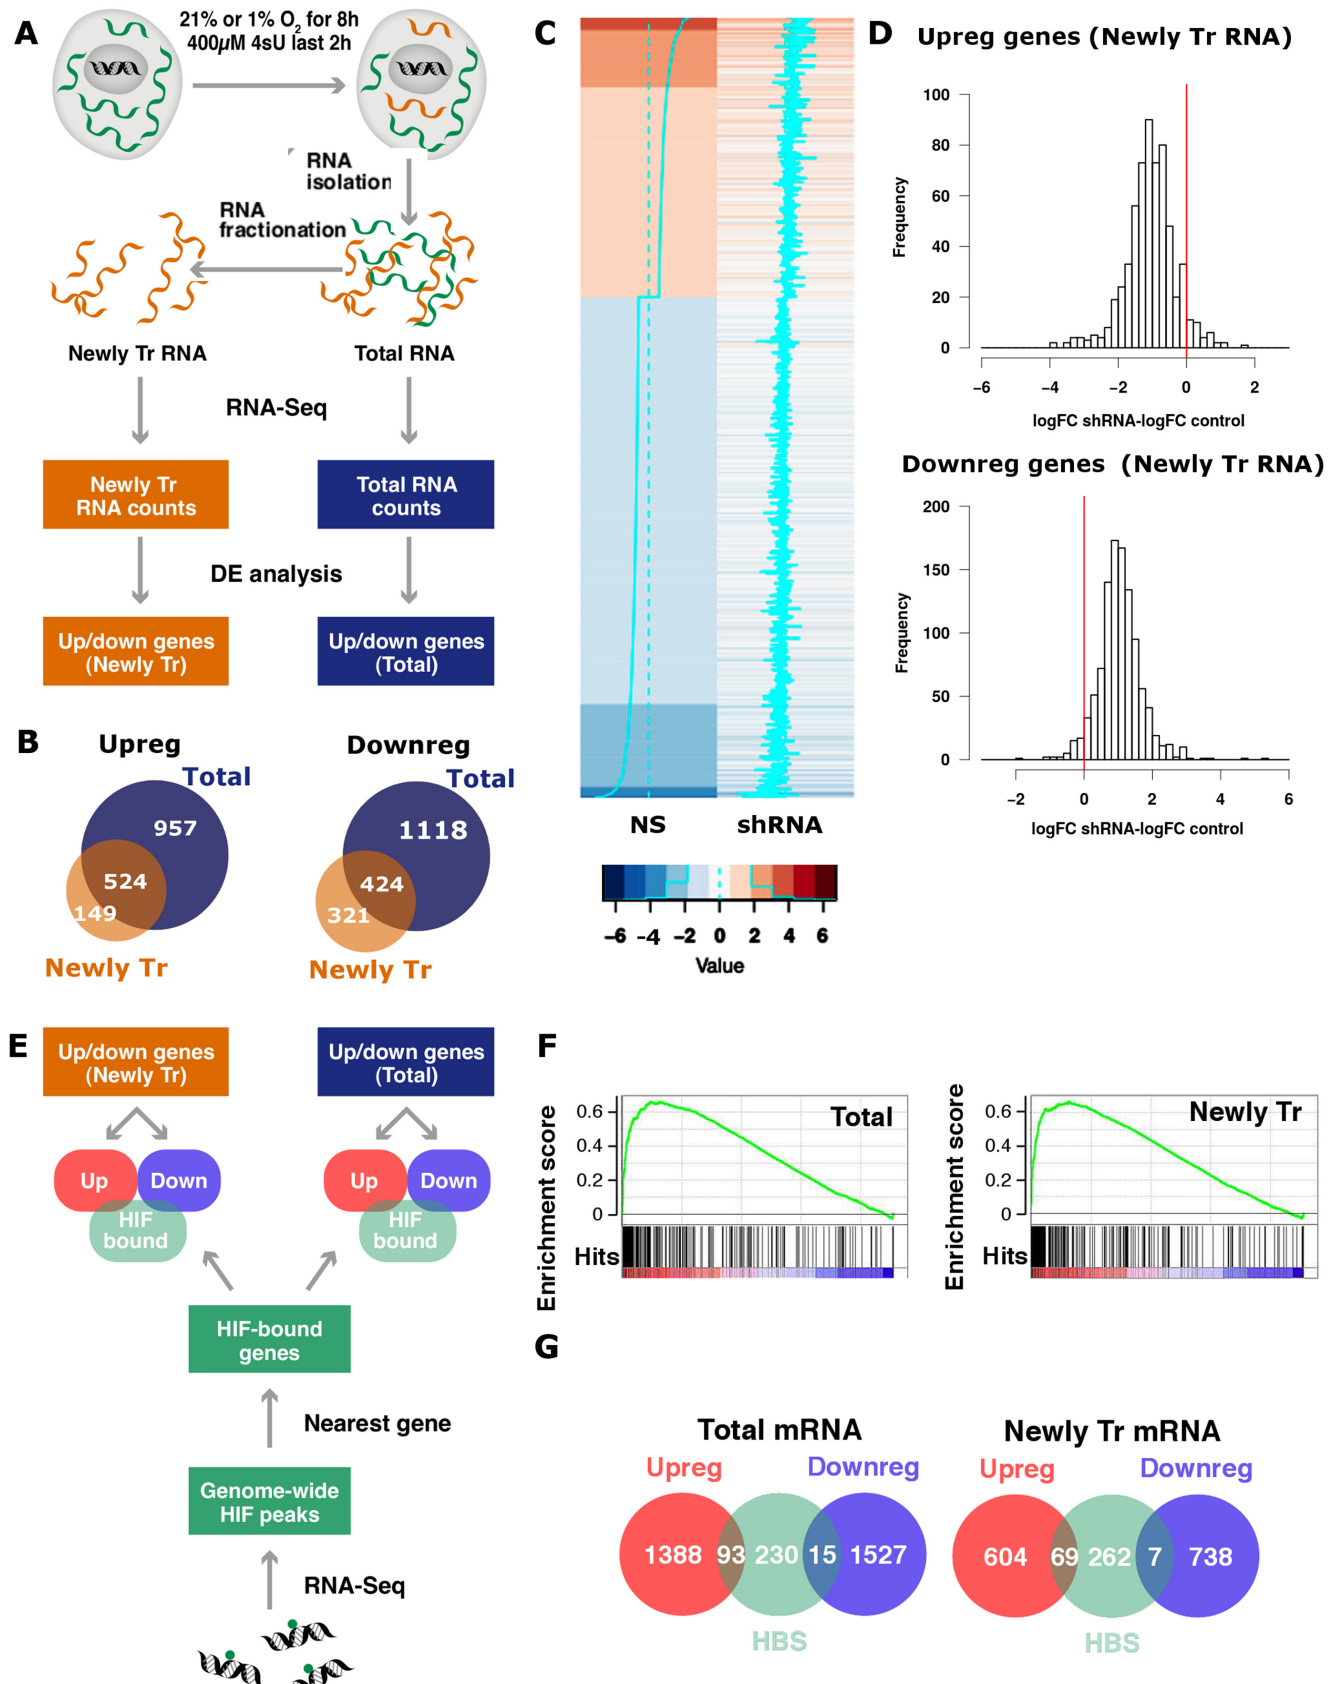 A
21% or 1% O2 for 8h
400µM 4sU last 2h
RNA
isolation
RNA
fractionation
Newly Tr RNA
Total RNA
RNA-Seq
Newly Tr
RNA counts
Total RNA
counts
DE analysis
Up/down genes
(Newly Tr)
Up/down genes
(Total)
B
Upreg
Total
957
524
149
Newly Tr
Downreg
Total
1118
424
321
Newly Tr
C
NS
shRNA
-6 -4 -2 0 2 4 6
Value
D
Upreg genes (Newly Tr RNA)
Frequency
100
80
60
40
20
0
−6 −4 −2 0 2
logFC shRNA-logFC control
Downreg genes (Newly Tr RNA)
Frequency
200
150
100
50
0
−2 0 2 4 6
logFC shRNA-logFC control
E
Up/down genes
(Newly Tr)
Up/down genes
(Total)
Up
Down
HIF
bound
Up
Down
HIF
bound
HIF-bound
genes
Nearest gene
Genome-wide
HIF peaks
RNA-Seq
F
Enrichment score
0.6
0.4
0.2
0
Total
Hits
Enrichment score
0.6
0.4
0.2
0
Newly Tr
Hits
G
Total mRNA
Upreg
Downreg
1388 93 230 15 1527
HBS
Newly Tr mRNA
Upreg
Downreg
604 69 262 7 738
HBS